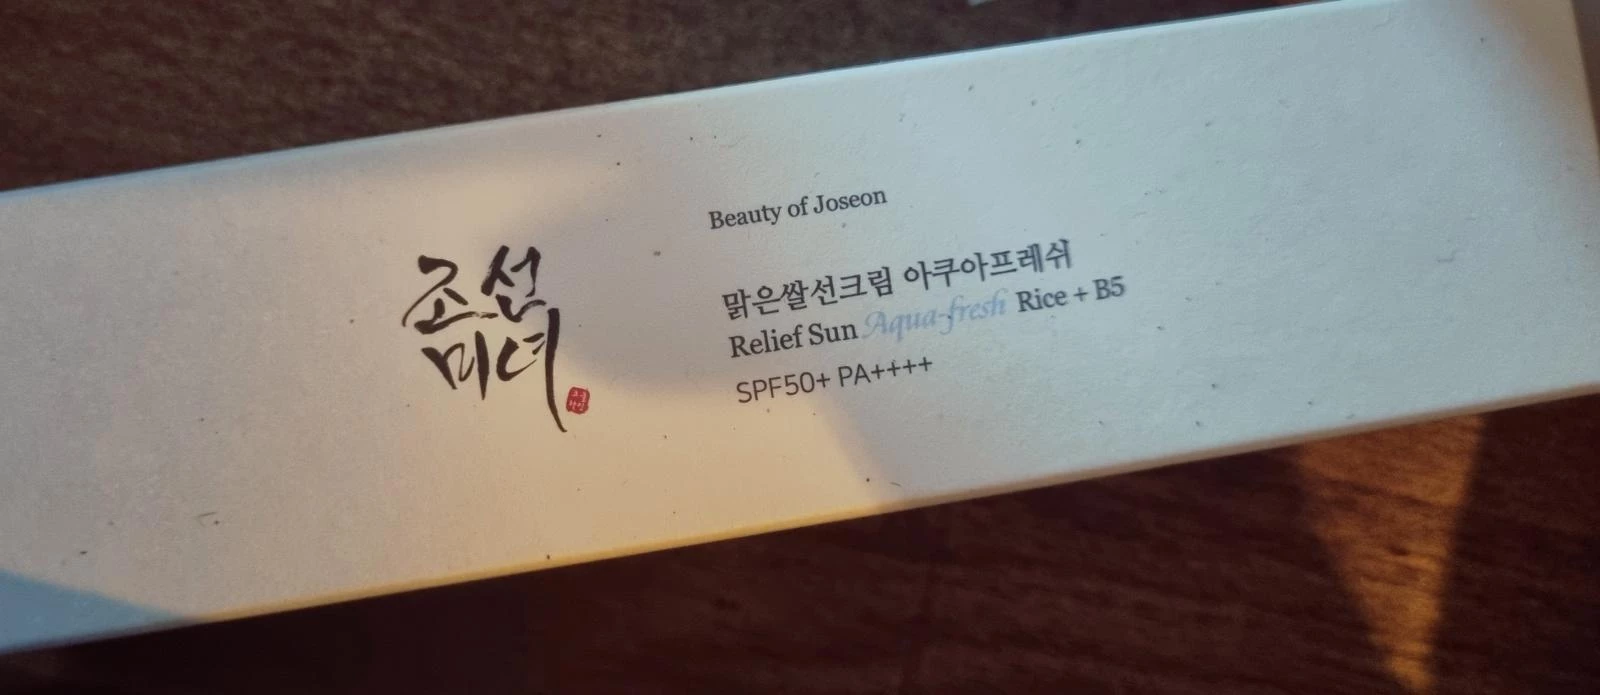 조선
미녀
Beauty of Joseon
맑은쌀선크림 아쿠아프레쉬
Relief Sun Aqua-fresh Rice + B5
SPF50+ PA++++